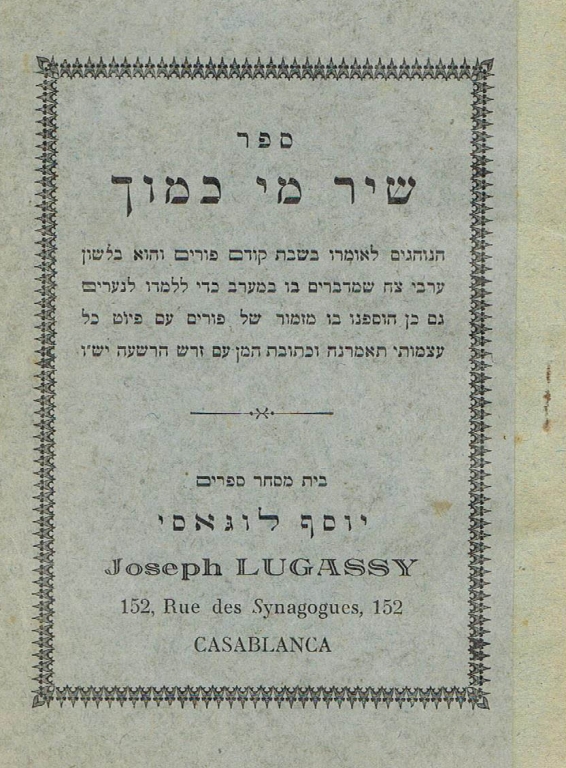 ספר
שיר מי כמוך
הנוהגים לאומרו בשבת קודם פורים והוא בלשון
ערבי צח שמדברים בו במערב כדי ללמדו לנערים
גם כן הוספנו בו מזמור של פורים עם פיוט כל
עצמותי תאמרנה וכתובת המן עם זרש הרשעה יש״ו
בית מסחר ספרים
יוסף לוגאסי
Joseph LUGASSY
152, Rue des Synagogues, 152
CASABLANCA